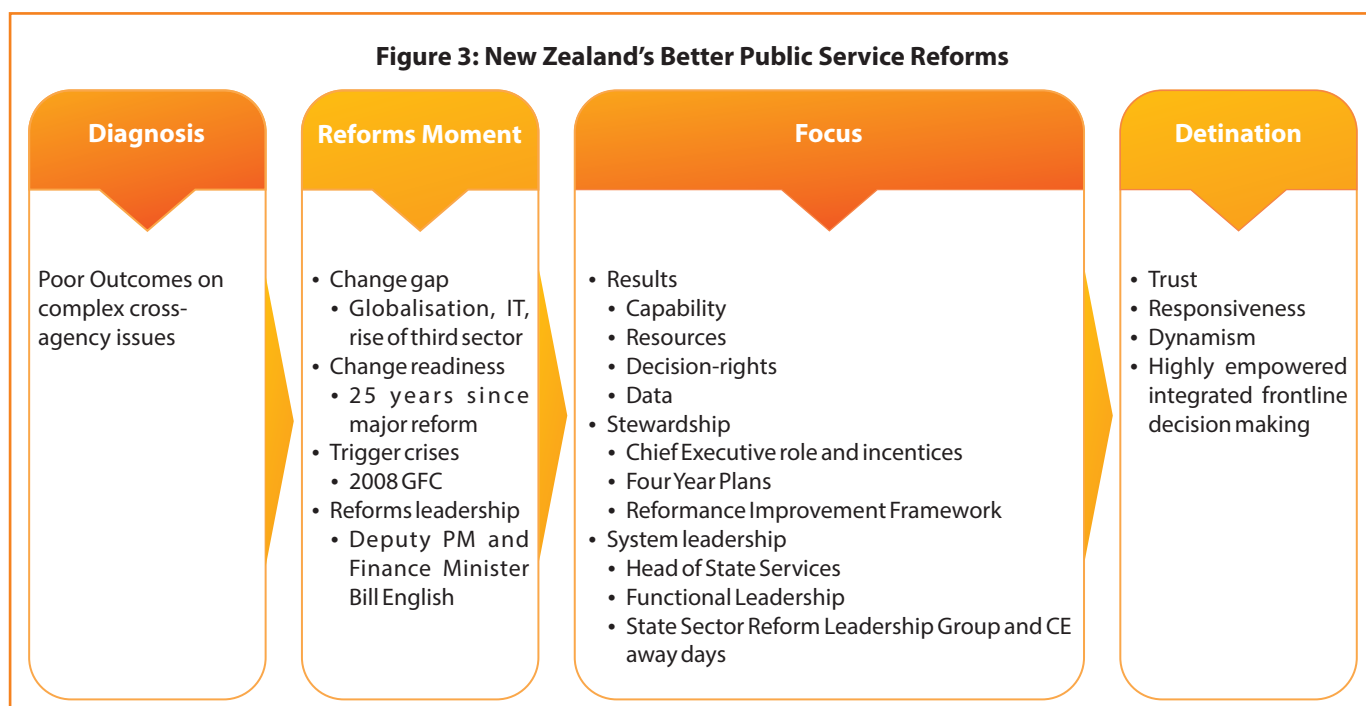 Figure 3: New Zealand's Better Public Service Reforms
Diagnosis
Poor Outcomes on
complex cross-
agency issues
Reforms Moment
• Change gap
• Globalisation, IT,
rise of third sector
• Change readiness
• 25 years since
major reform
• Trigger crises
• 2008 GFC
• Reforms leadership
• Deputy PM and
Finance Minister
Bill English
Focus
• Results
• Capability
• Resources
• Decision-rights
• Data
• Stewardship
• Chief Executive role and incentices
• Four Year Plans
• Reformance Improvement Framework
• System leadership
• Head of State Services
• Functional Leadership
• State Sector Reform Leadership Group and CE
away days
Detination
• Trust
• Responsiveness
• Dynamism
• Highly empowered
integrated frontline
decision making